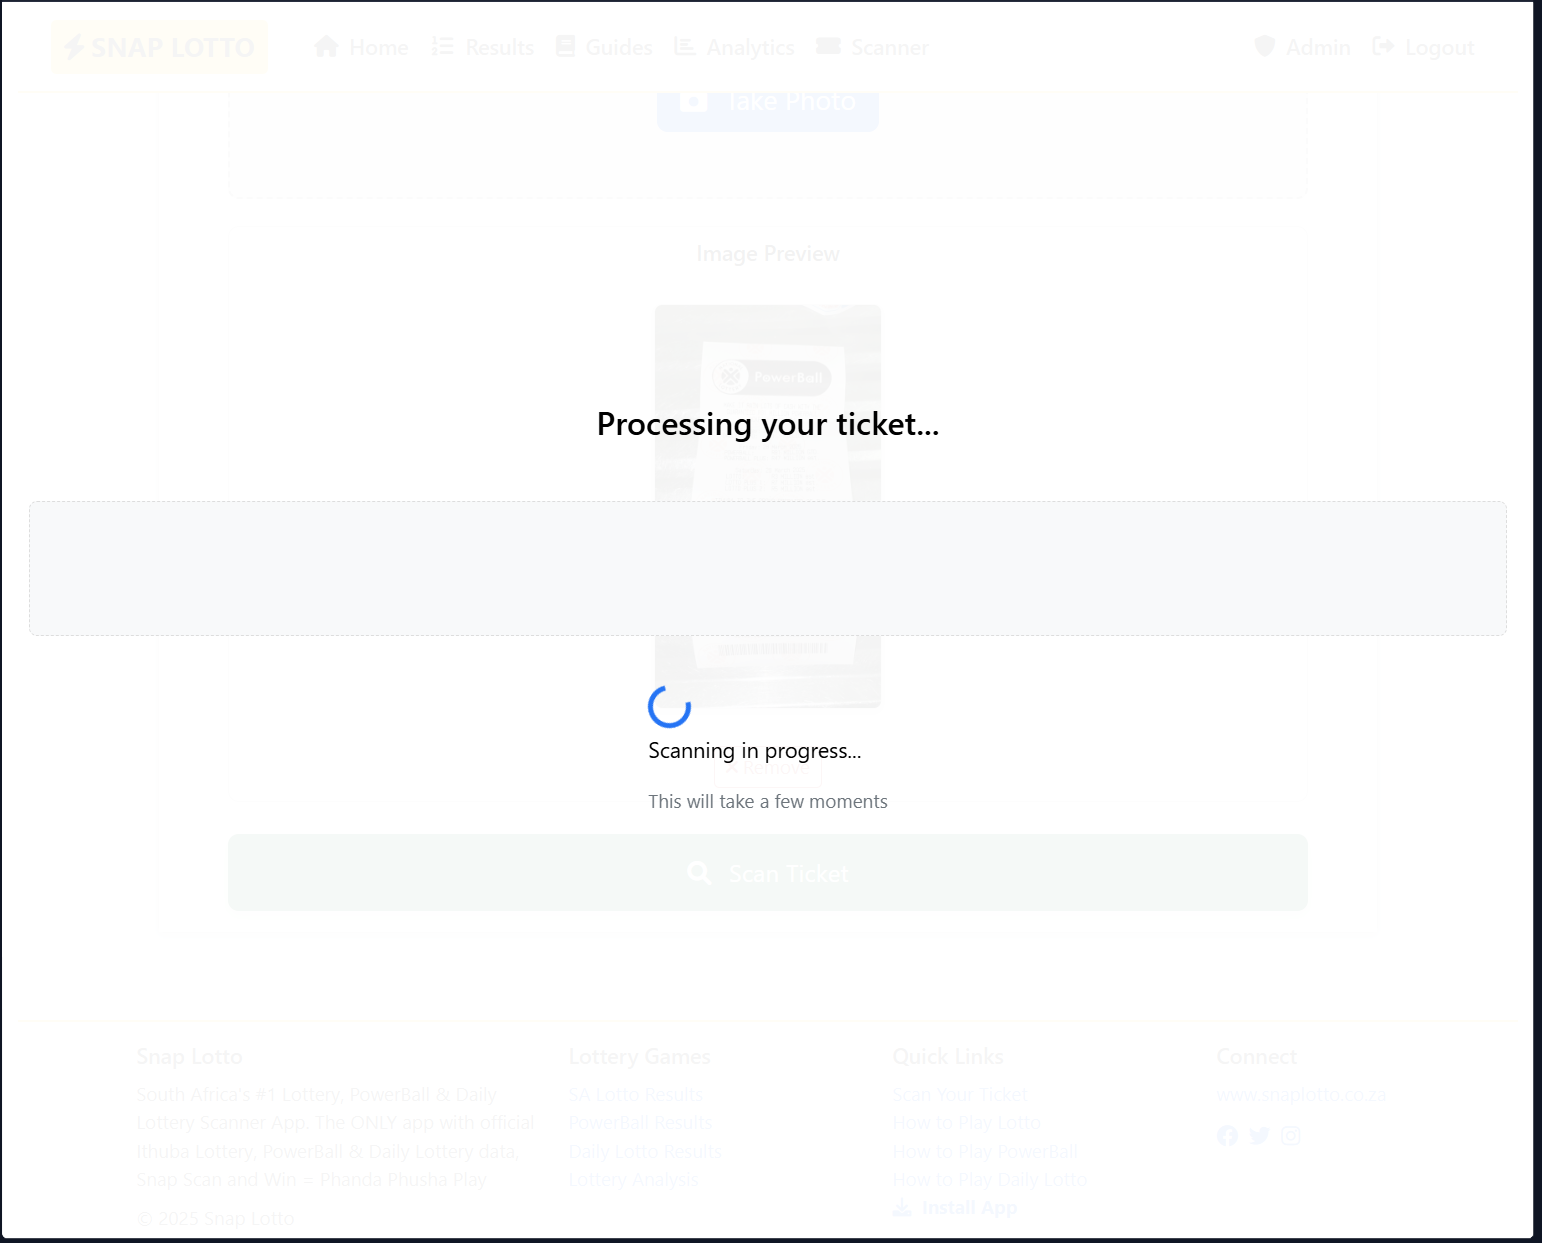 SNAP LOTTO
Home Results Guides Analytics Scanner Admin Logout
Take Photo
Image Preview
PowerBall
Processing your ticket...
Scanning in progress...
Remove
This will take a few moments
Scan Ticket
Snap Lotto
South Africa's #1 Lottery, PowerBall & Daily
Lottery Scanner App. The ONLY app with official
Ithuba Lottery, PowerBall & Daily Lottery data.
Snap Scan and Win = Phanda Phusha Play
© 2025 Snap Lotto
Lottery Games
SA Lotto Results
PowerBall Results
Daily Lotto Results
Lottery Analysis
Quick Links
Scan Your Ticket
How to Play Lotto
How to Play PowerBall
How to Play Daily Lotto
Install App
Connect
www.snaplotto.co.za